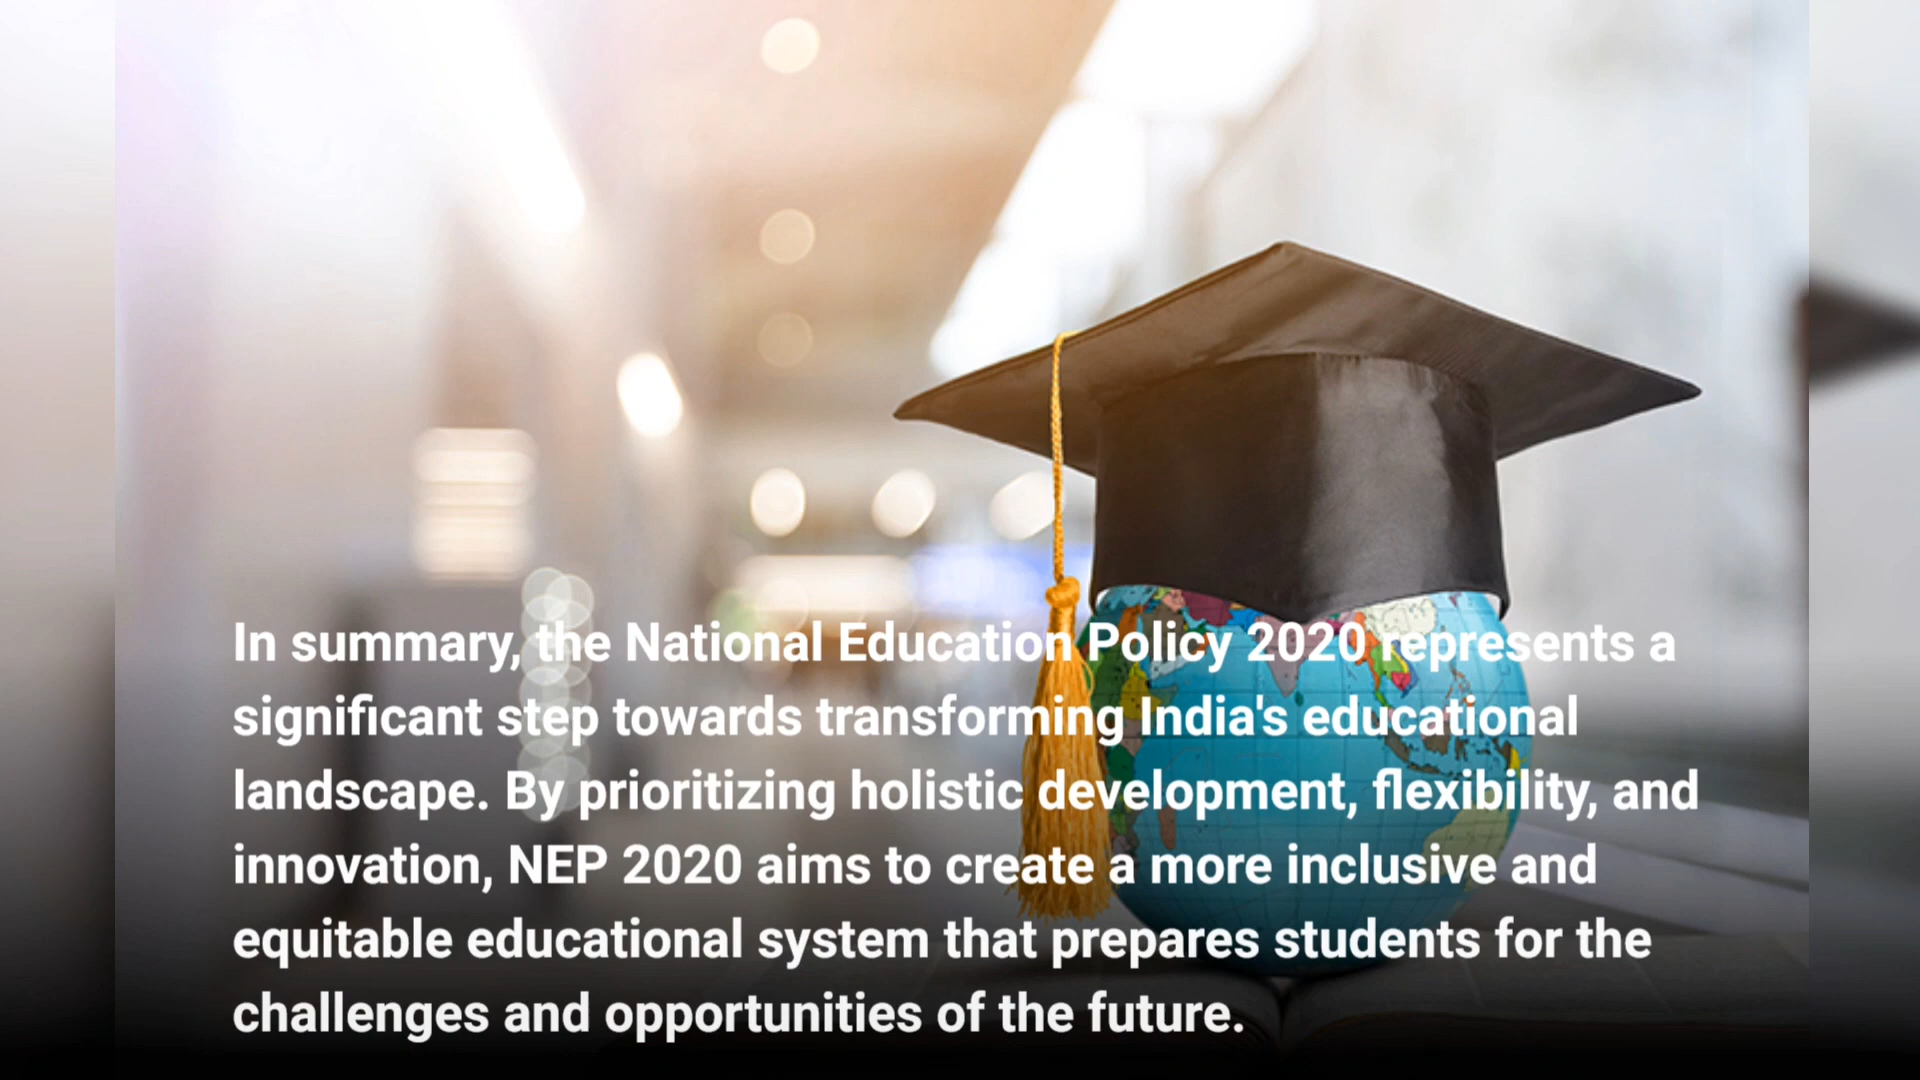 In summary, the National Education Policy 2020 represents a
significant step towards transforming India's educational
landscape. By prioritizing holistic development, flexibility, and
innovation, NEP 2020 aims to create a more inclusive and
equitable educational system that prepares students for the
challenges and opportunities of the future.